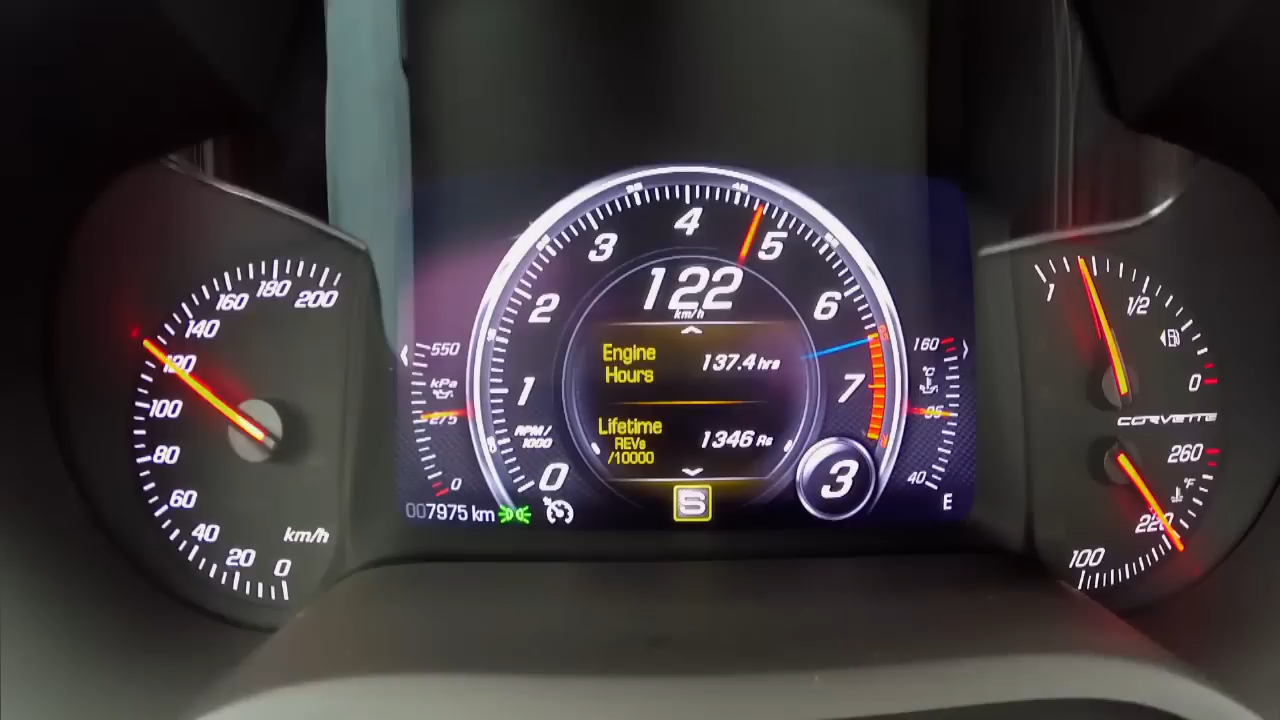 0
20
40
60
80
100
120
140
160
180
200
km/h
550
kPa
275
0
007975 km
0
1
2
3
4
5
6
7
RPM/
1000
122
km/h
Engine
Hours
137.4 hrs
Lifetime
REVs
/10000
1346 Rs
S
3
160
°C
95
40
E
1
1/2
0
CORVETTE
260
°F
220
100